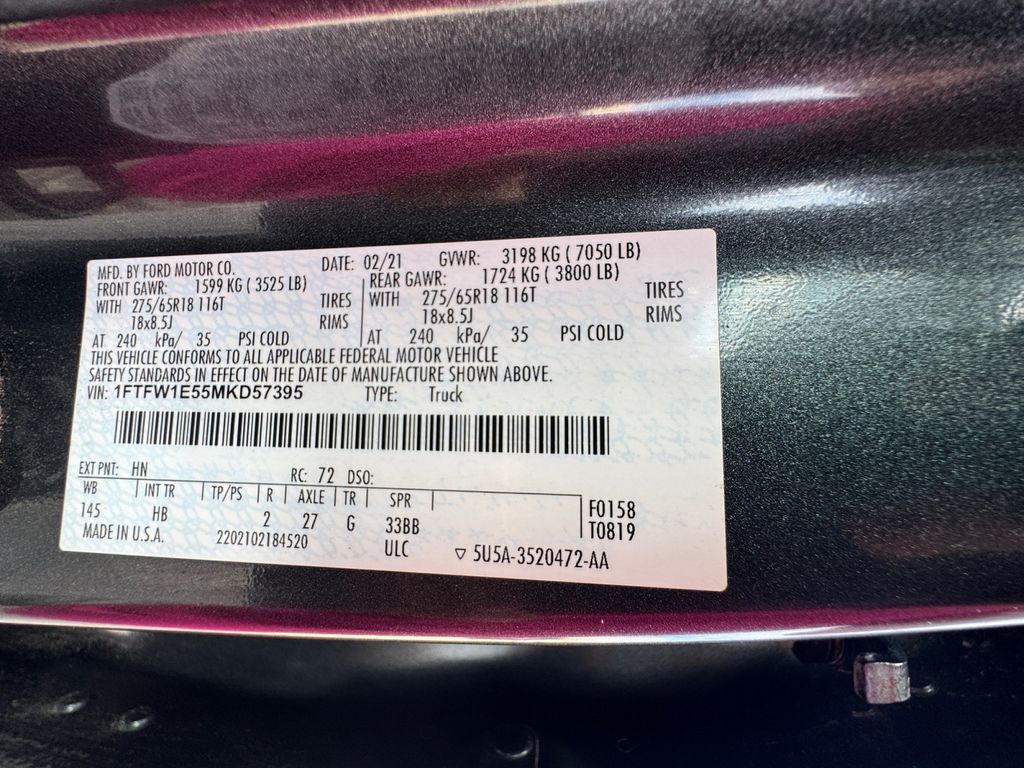 MFD. BY FORD MOTOR CO. DATE: 02/21 GVWR: 3198 KG ( 7050 LB)
FRONT GAWR: 1599 KG ( 3525 LB) REAR GAWR: 1724 KG ( 3800 LB)
WITH 275/65R18 116T TIRES WITH 275/65R18 116T TIRES
18x8.5J RIMS 18x8.5J RIMS
AT 240 kPa/ 35 PSI COLD AT 240 kPa/ 35 PSI COLD
THIS VEHICLE CONFORMS TO ALL APPLICABLE FEDERAL MOTOR VEHICLE
SAFETY STANDARDS IN EFFECT ON THE DATE OF MANUFACTURE SHOWN ABOVE.
VIN: 1FTFW1E55MKD57395 TYPE: Truck
EXT PNT: HN RC: 72 DSO:
WB INT TR TP/PS R AXLE TR SPR F0158
145 HB 2 27 G 33BB T0819
MADE IN U.S.A. 2202102184520 ULC ▽ 5U5A-3520472-AA